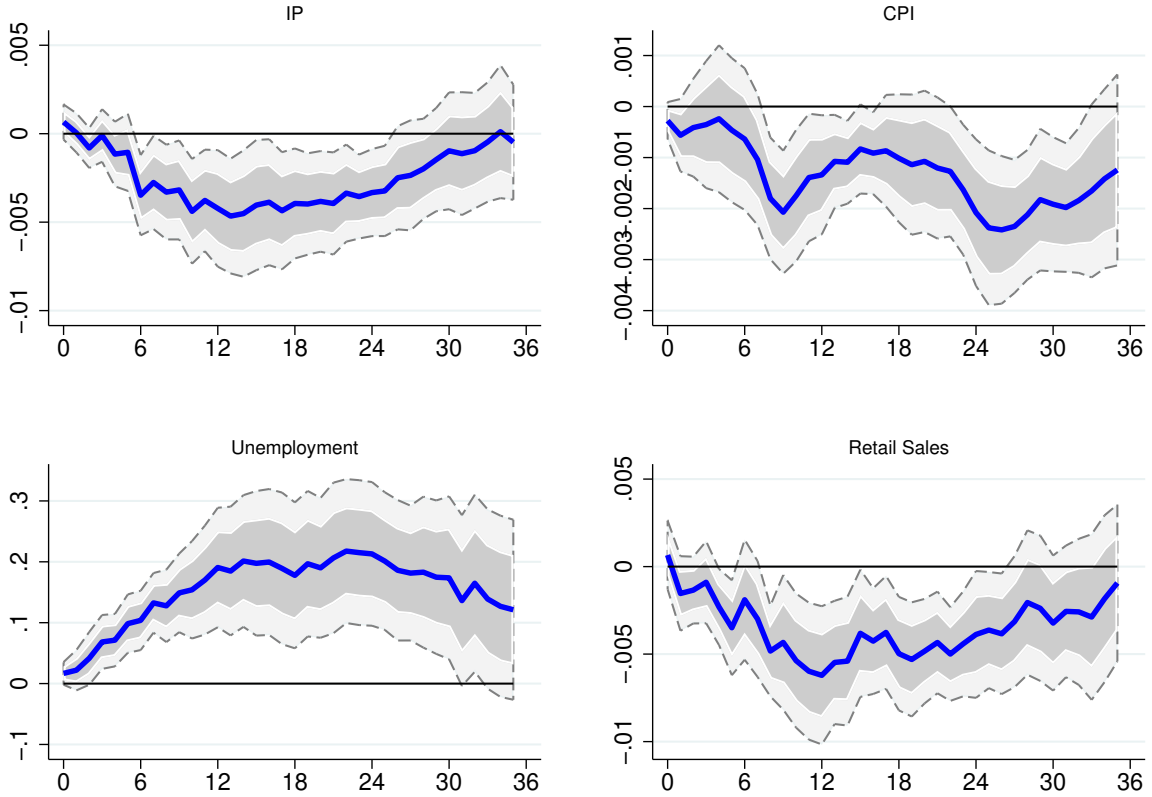 IP
.005
0
-.005
-.01
0 6 12 18 24 30 36
CPI
.001
0
-.001
-.002
-.003
-.004
0 6 12 18 24 30 36
Unemployment
.3
.2
.1
0
-.1
0 6 12 18 24 30 36
Retail Sales
.005
0
-.005
-.01
0 6 12 18 24 30 36